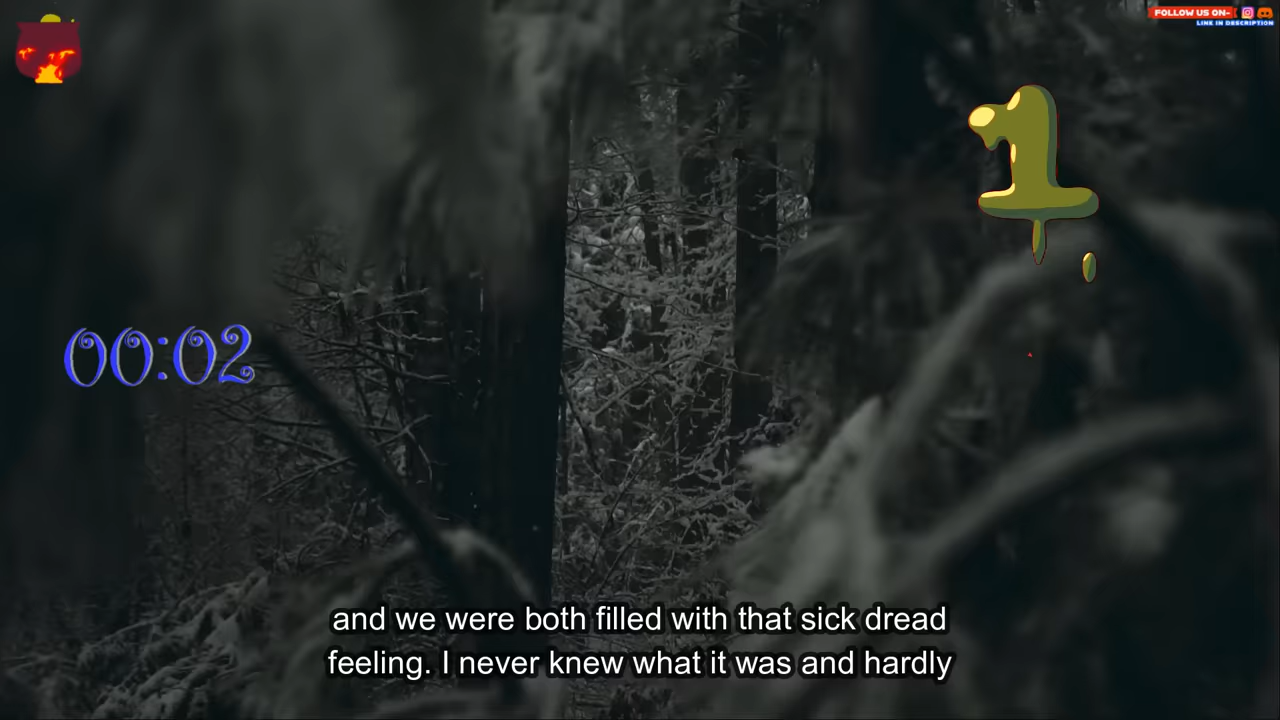 FOLLOW US ON-
LINK IN DESCRIPTION
1
00:02
and we were both filled with that sick dread
feeling. I never knew what it was and hardly